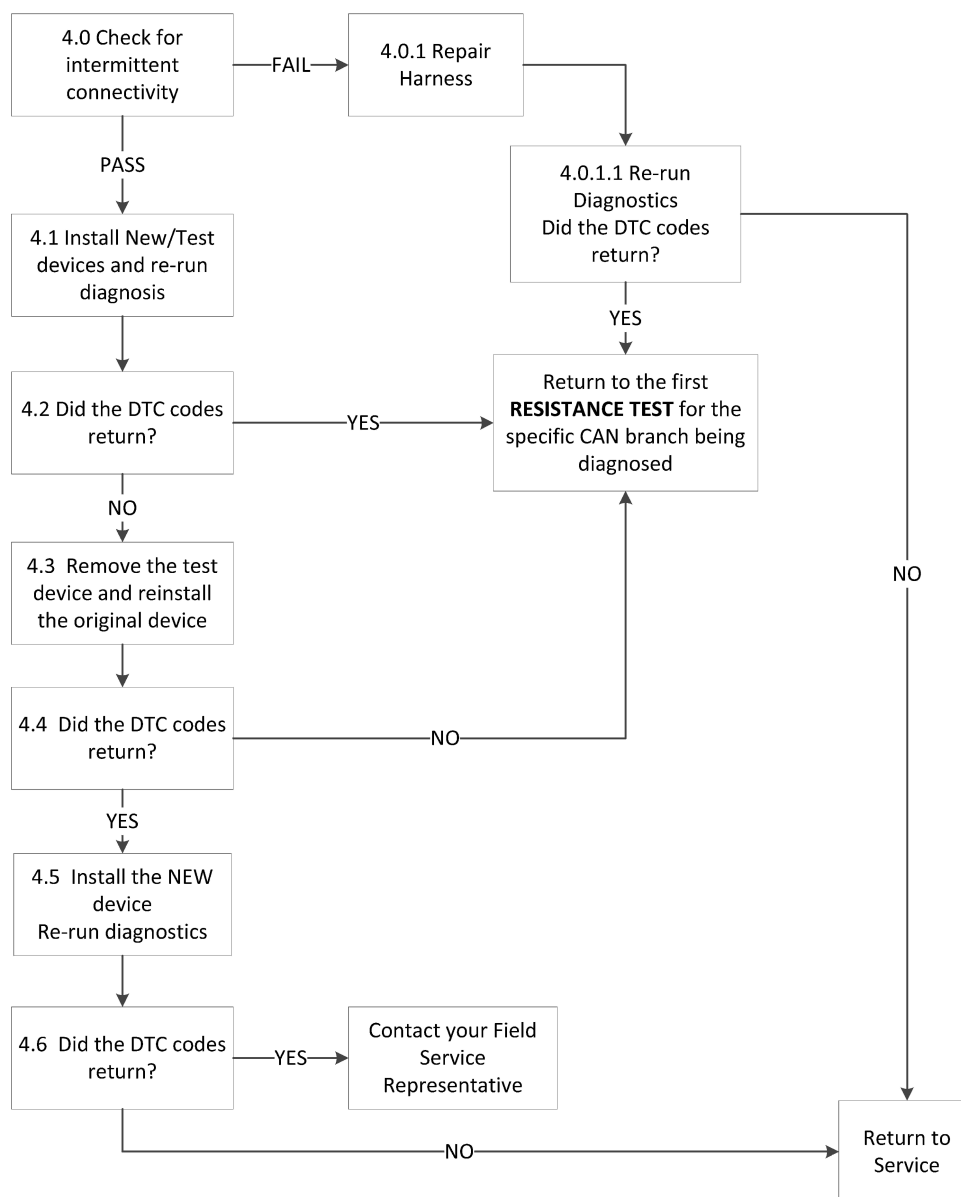 4.0 Check for
intermittent
connectivity
FAIL
4.0.1 Repair
Harness
PASS
4.0.1.1 Re-run
Diagnostics
Did the DTC codes
return?
4.1 Install New/Test
devices and re-run
diagnosis
YES
4.2 Did the DTC codes
return?
YES
Return to the first
RESISTANCE TEST for the
specific CAN branch being
diagnosed
NO
4.3  Remove the test
device and reinstall
the original device
NO
4.4  Did the DTC codes
return?
NO
YES
4.5  Install the NEW
device
Re-run diagnostics
4.6  Did the DTC codes
return?
YES
Contact your Field
Service
Representative
NO
Return to
Service